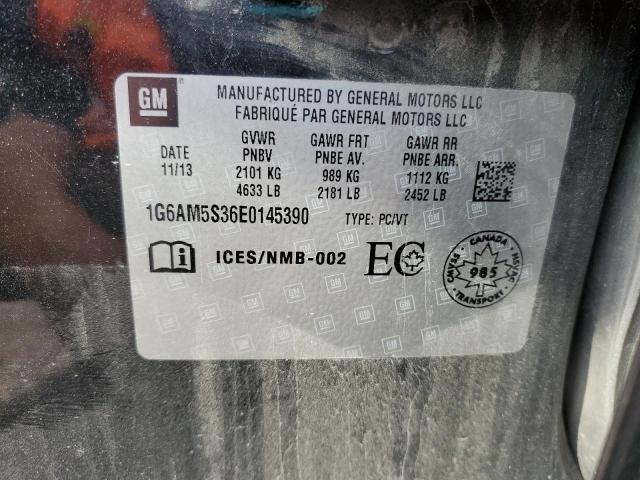 GM
MANUFACTURED BY GENERAL MOTORS LLC
FABRIQUÉ PAR GENERAL MOTORS LLC
GVWR GAWR FRT GAWR RR
DATE PNBV PNBE AV. PNBE ARR.
11/13 2101 KG 989 KG 1112 KG
4633 LB 2181 LB 2452 LB
1G6AM5S36E0145390 TYPE: PC/VT
ICES/NMB-002 EC
CANADA
CMVSS 985 NSVAC
TRANSPORT